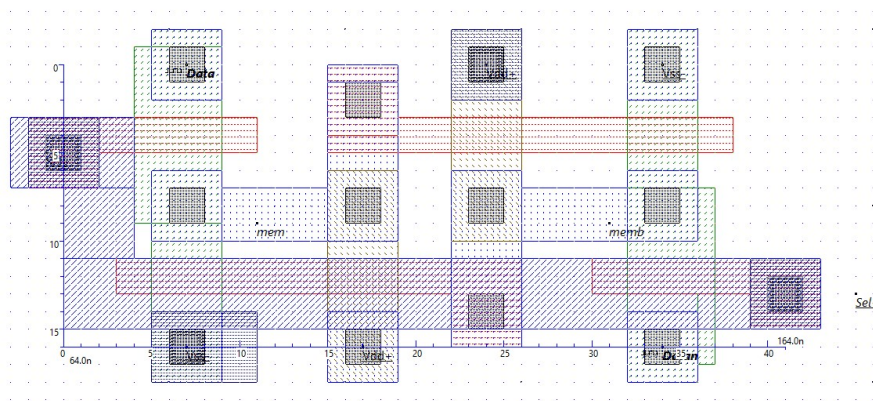 Data Vdd+ Vss-
0
mem memb
10
Sel
15
0 5 10 15 20 25 30 35 40
Vss- Vdd+
64.0n 164.0n